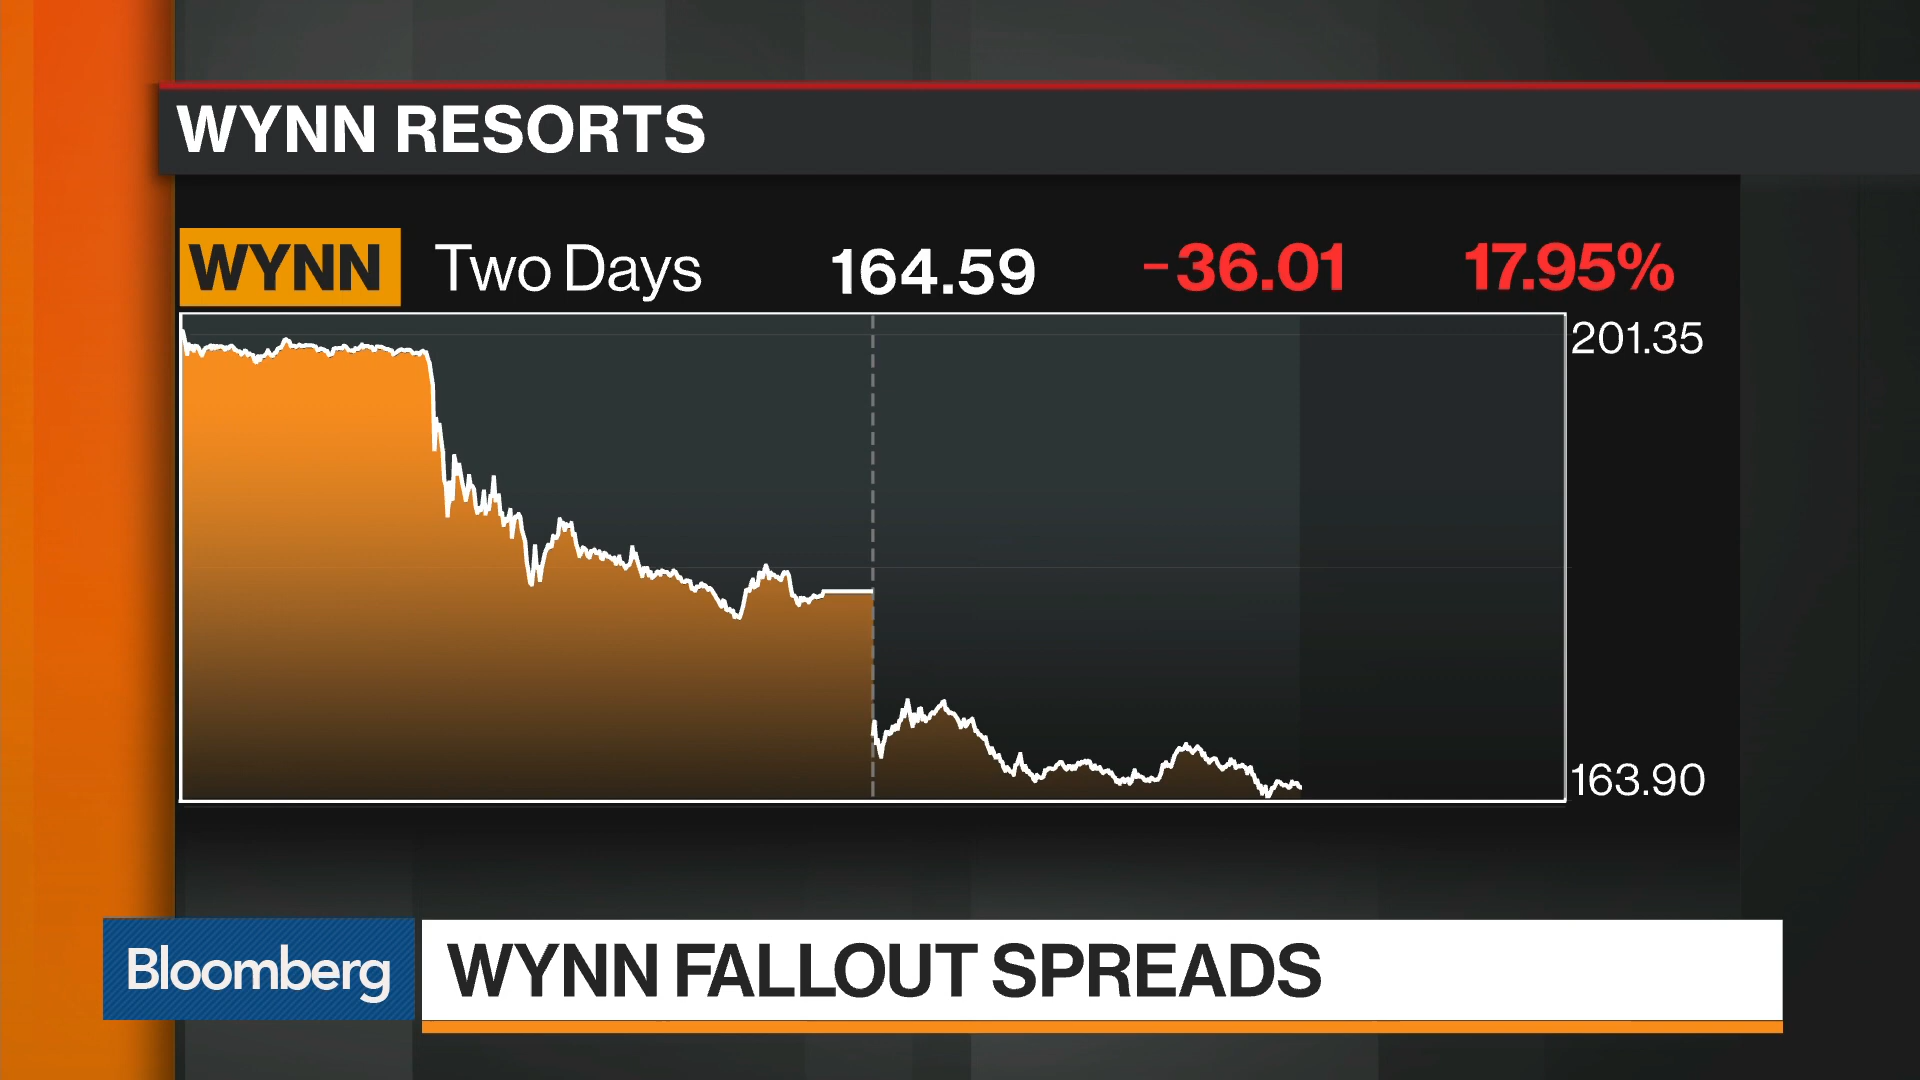 WYNN RESORTS
WYNN Two Days 164.59 -36.01 17.95%
201.35
163.90
Bloomberg WYNN FALLOUT SPREADS